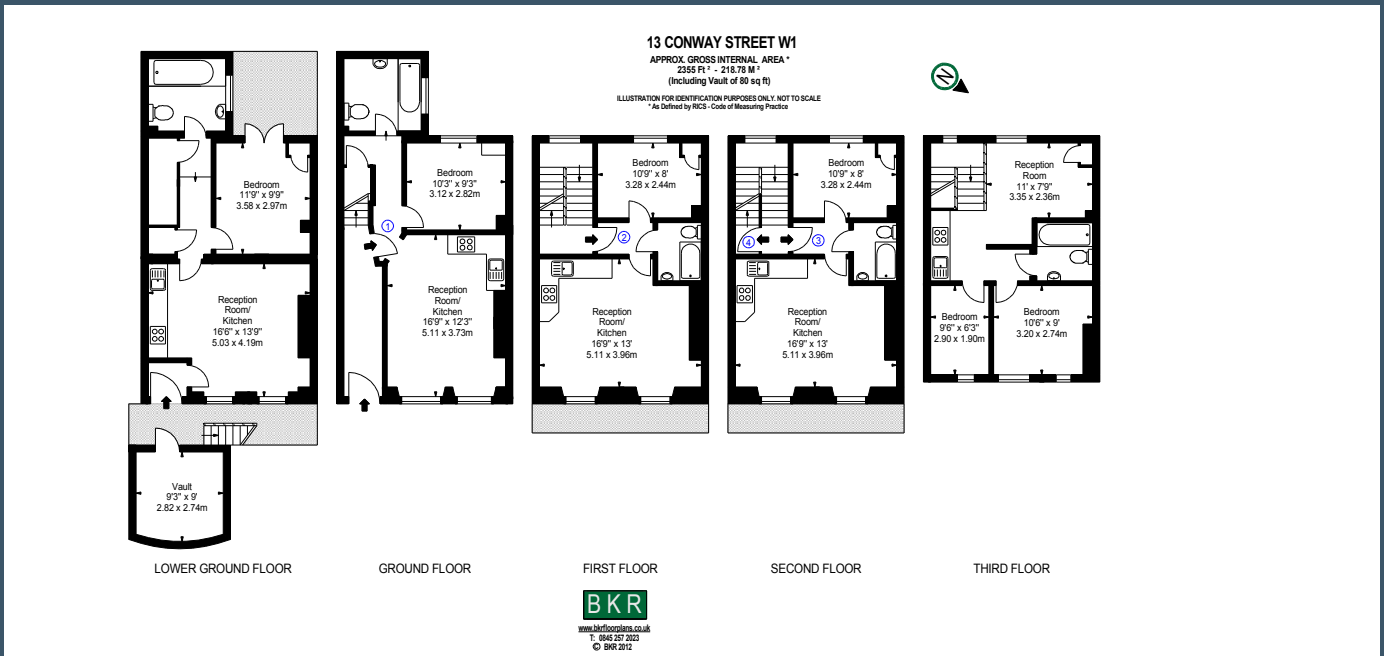 13 CONWAY STREET W1
APPROX. GROSS INTERNAL AREA *
2355 Ft ² - 218.78 M ²
(Including Vault of 80 sq ft)
ILLUSTRATION FOR IDENTIFICATION PURPOSES ONLY. NOT TO SCALE
* As Defined by RICS - Code of Measuring Practice
N
Bedroom
11'9" x 9'9"
3.58 x 2.97m
Reception
Room/
Kitchen
16'6" x 13'9"
5.03 x 4.19m
Vault
9'3" x 9'
2.82 x 2.74m
LOWER GROUND FLOOR
Bedroom
10'3" x 9'3"
3.12 x 2.82m
1
Reception
Room/
Kitchen
16'9" x 12'3"
5.11 x 3.73m
GROUND FLOOR
Bedroom
10'9" x 8'
3.28 x 2.44m
2
Reception
Room/
Kitchen
16'9" x 13'
5.11 x 3.96m
FIRST FLOOR
Bedroom
10'9" x 8'
3.28 x 2.44m
4
3
Reception
Room/
Kitchen
16'9" x 13'
5.11 x 3.96m
SECOND FLOOR
Reception
Room
11' x 7'9"
3.35 x 2.36m
Bedroom
9'6" x 6'3"
2.90 x 1.90m
Bedroom
10'6" x 9'
3.20 x 2.74m
THIRD FLOOR
BKR
www.bkrfloorplans.co.uk
T: 0845 257 2023
© BKR 2012